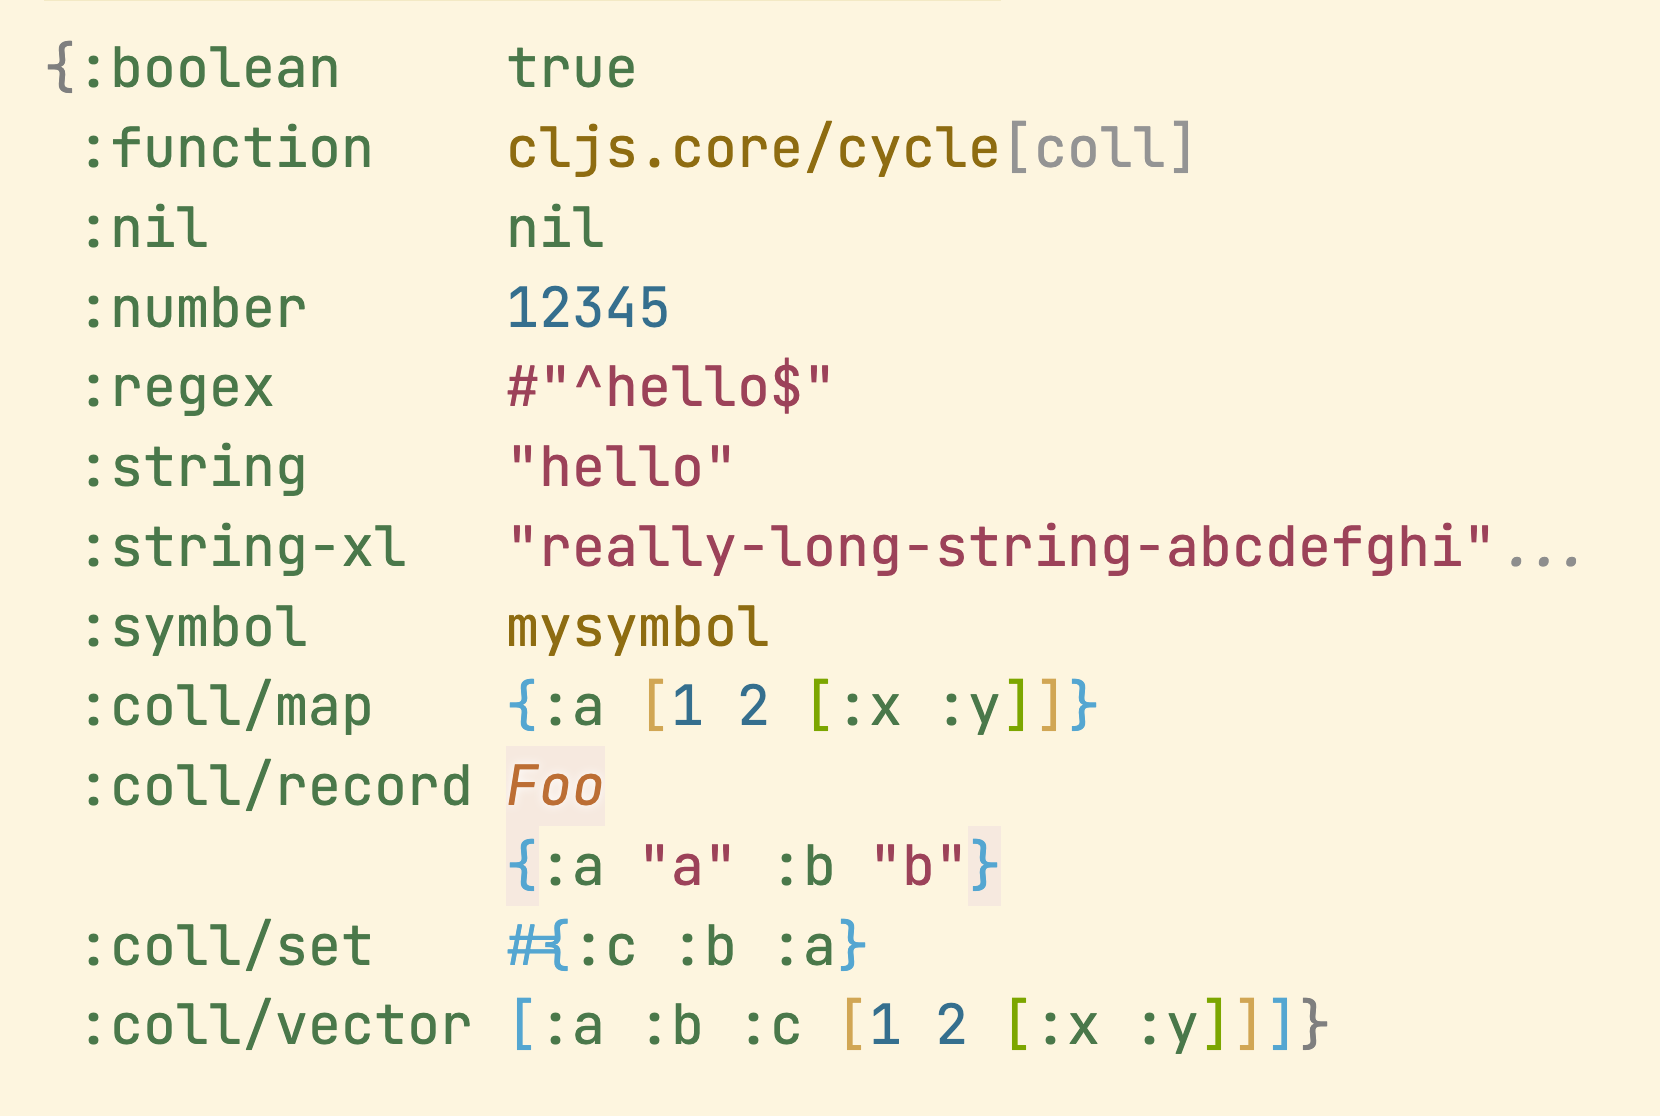 {:boolean     true
 :function    cljs.core/cycle[coll]
 :nil         nil
 :number      12345
 :regex       #"^hello$"
 :string      "hello"
 :string-xl   "really-long-string-abcdefghi"...
 :symbol      mysymbol
 :coll/map    {:a [1 2 [:x :y]]}
 :coll/record Foo
              {:a "a" :b "b"}
 :coll/set    #{:c :b :a}
 :coll/vector [:a :b :c [1 2 [:x :y]]]}